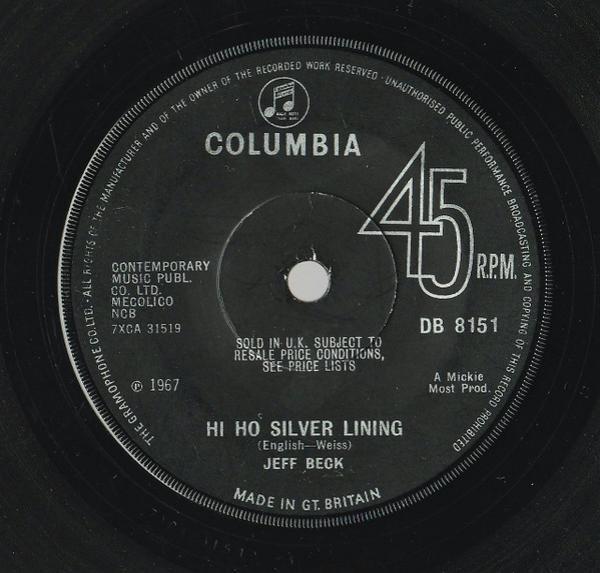 THE GRAMOPHONE CO. LTD. · ALL RIGHTS OF THE MANUFACTURER AND OF THE OWNER OF THE RECORDED WORK RESERVED · UNAUTHORISED PUBLIC PERFORMANCE BROADCASTING AND COPYING OF THIS RECORD PROHIBITED
COLUMBIA
45
R.P.M.
CONTEMPORARY
MUSIC PUBL.
CO. LTD.
MECOLICO
NCB
7XCA 31519
DB 8151
SOLD IN U.K. SUBJECT TO
RESALE PRICE CONDITIONS,
SEE PRICE LISTS
℗ 1967
A Mickie
Most Prod.
HI HO SILVER LINING
(English—Weiss)
JEFF BECK
MADE IN GT. BRITAIN